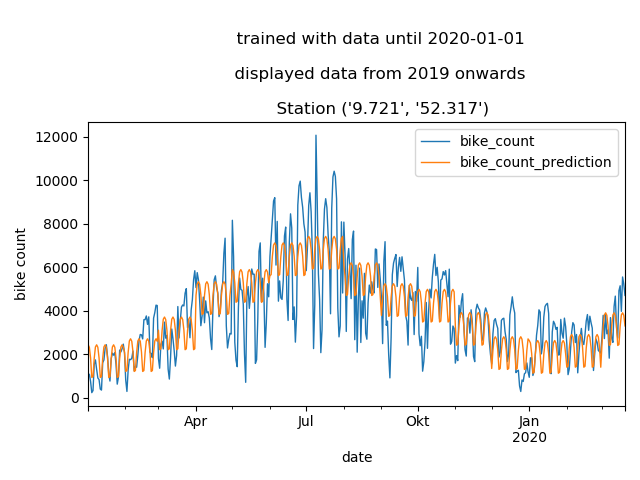 trained with data until 2020-01-01
displayed data from 2019 onwards
Station ('9.721', '52.317')
bike_count
bike_count_prediction
12000
10000
8000
6000
4000
2000
0
bike count
Apr
Jul
Okt
Jan
2020
date